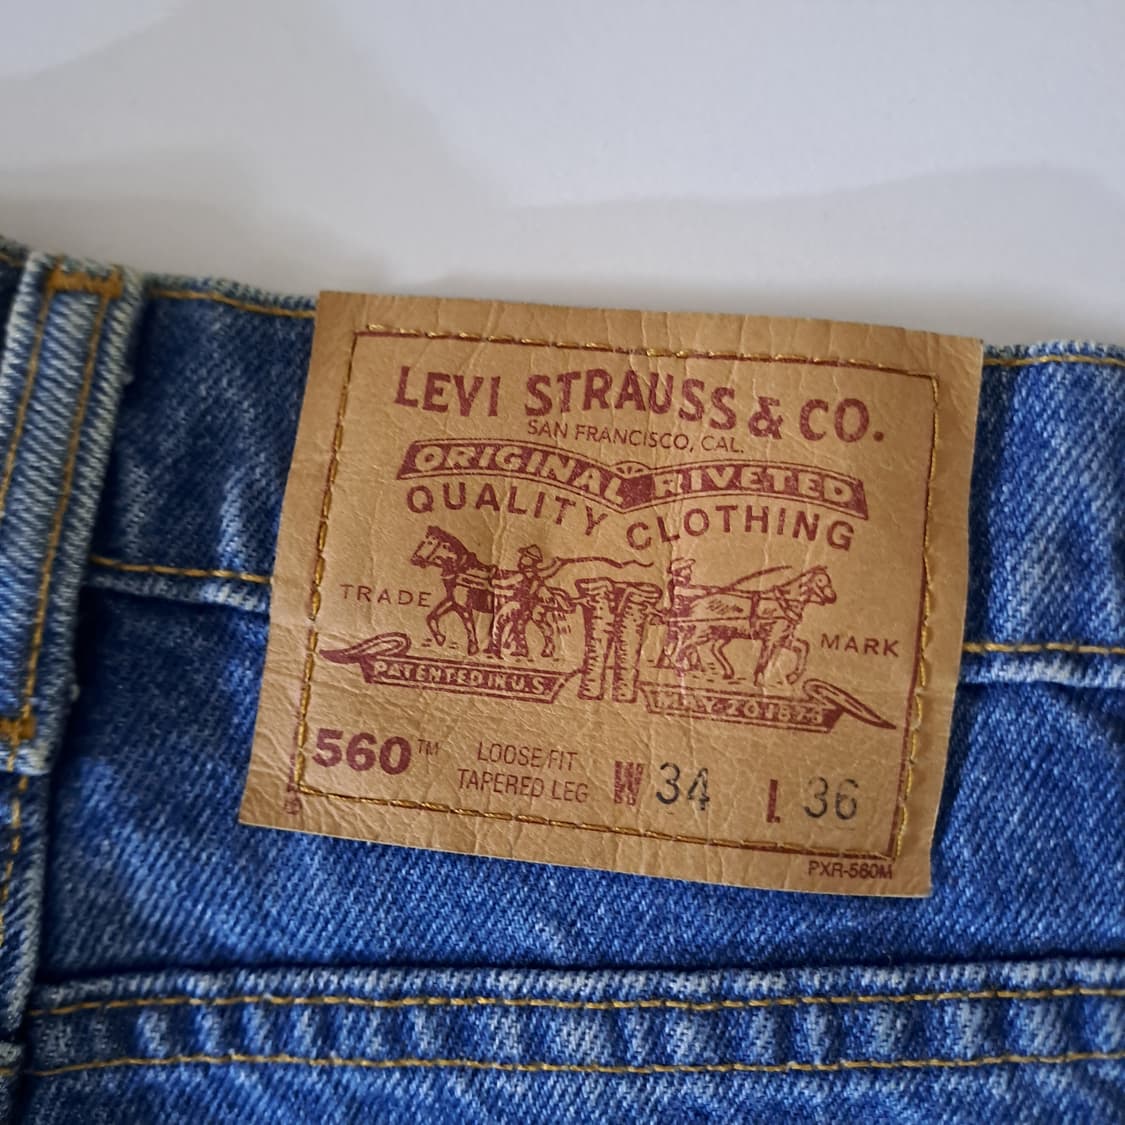 LEVI STRAUSS & CO.
SAN FRANCISCO, CAL.
ORIGINAL RIVETED
QUALITY CLOTHING
TRADE MARK
PATENTED IN U.S. MAY 20 1873
560™ LOOSE FIT
TAPERED LEG
W 34 L 36
PXR-560M